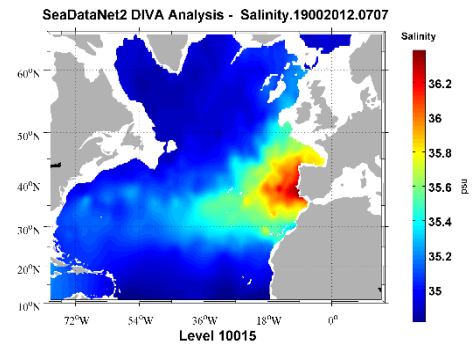 SeaDataNet2 DIVA Analysis - Salinity.19002012.0707
Salinity
60°N
50°N
40°N
30°N
20°N
10°N
72°W 54°W 36°W 18°W 0°
Level 10015
36.2
36
35.8
35.6
35.4
35.2
35
psu